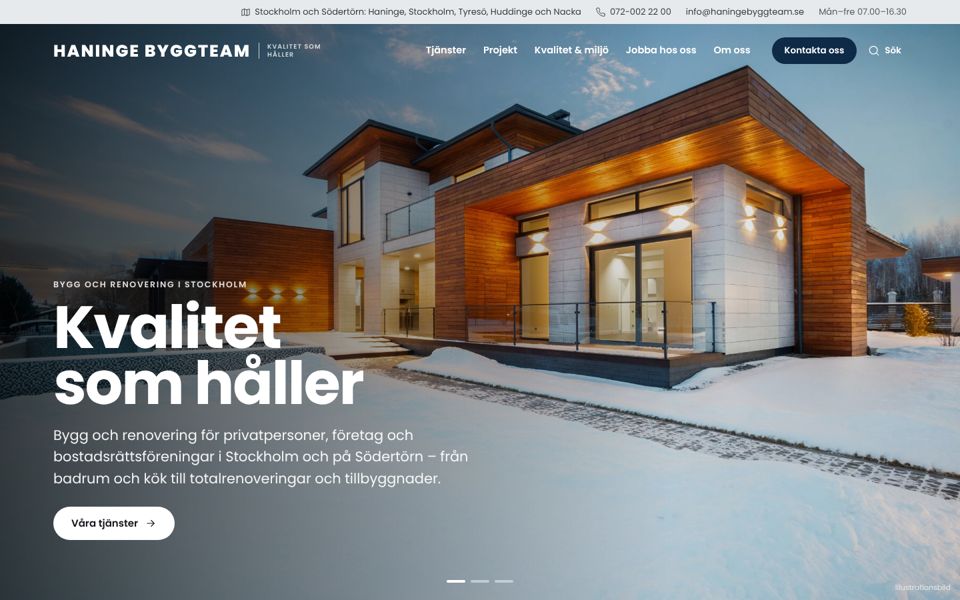 Stockholm och Södertörn: Haninge, Stockholm, Tyresö, Huddinge och Nacka 072-002 22 00 info@haningebyggteam.se Mån–fre 07.00–16.30
HANINGE BYGGTEAM
KVALITET SOM
HÅLLER
Tjänster Projekt Kvalitet & miljö Jobba hos oss Om oss Kontakta oss Sök
BYGG OCH RENOVERING I STOCKHOLM
Kvalitet
som håller
Bygg och renovering för privatpersoner, företag och
bostadsrättsföreningar i Stockholm och på Södertörn – från
badrum och kök till totalrenoveringar och tillbyggnader.
Våra tjänster
Illustrationsbild